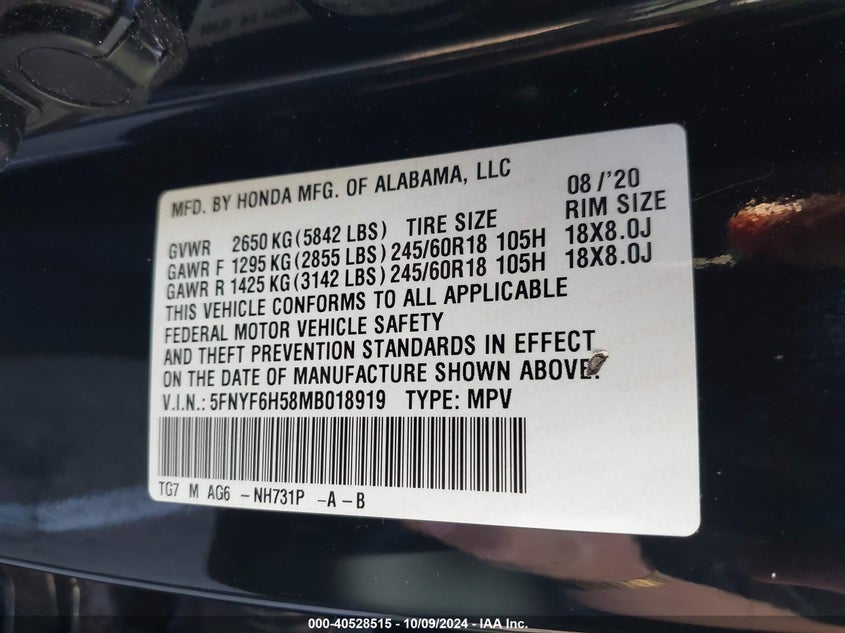 MFD. BY HONDA MFG. OF ALABAMA, LLC 08/'20
GVWR 2650 KG (5842 LBS) TIRE SIZE RIM SIZE
GAWR F 1295 KG (2855 LBS) 245/60R18 105H 18X8.0J
GAWR R 1425 KG (3142 LBS) 245/60R18 105H 18X8.0J
THIS VEHICLE CONFORMS TO ALL APPLICABLE
FEDERAL MOTOR VEHICLE SAFETY
AND THEFT PREVENTION STANDARDS IN EFFECT
ON THE DATE OF MANUFACTURE SHOWN ABOVE.
V.I.N.: 5FNYF6H58MB018919 TYPE: MPV
TG7 M AG6 -NH731P -A-B
000-40528515 - 10/09/2024 - IAA Inc.